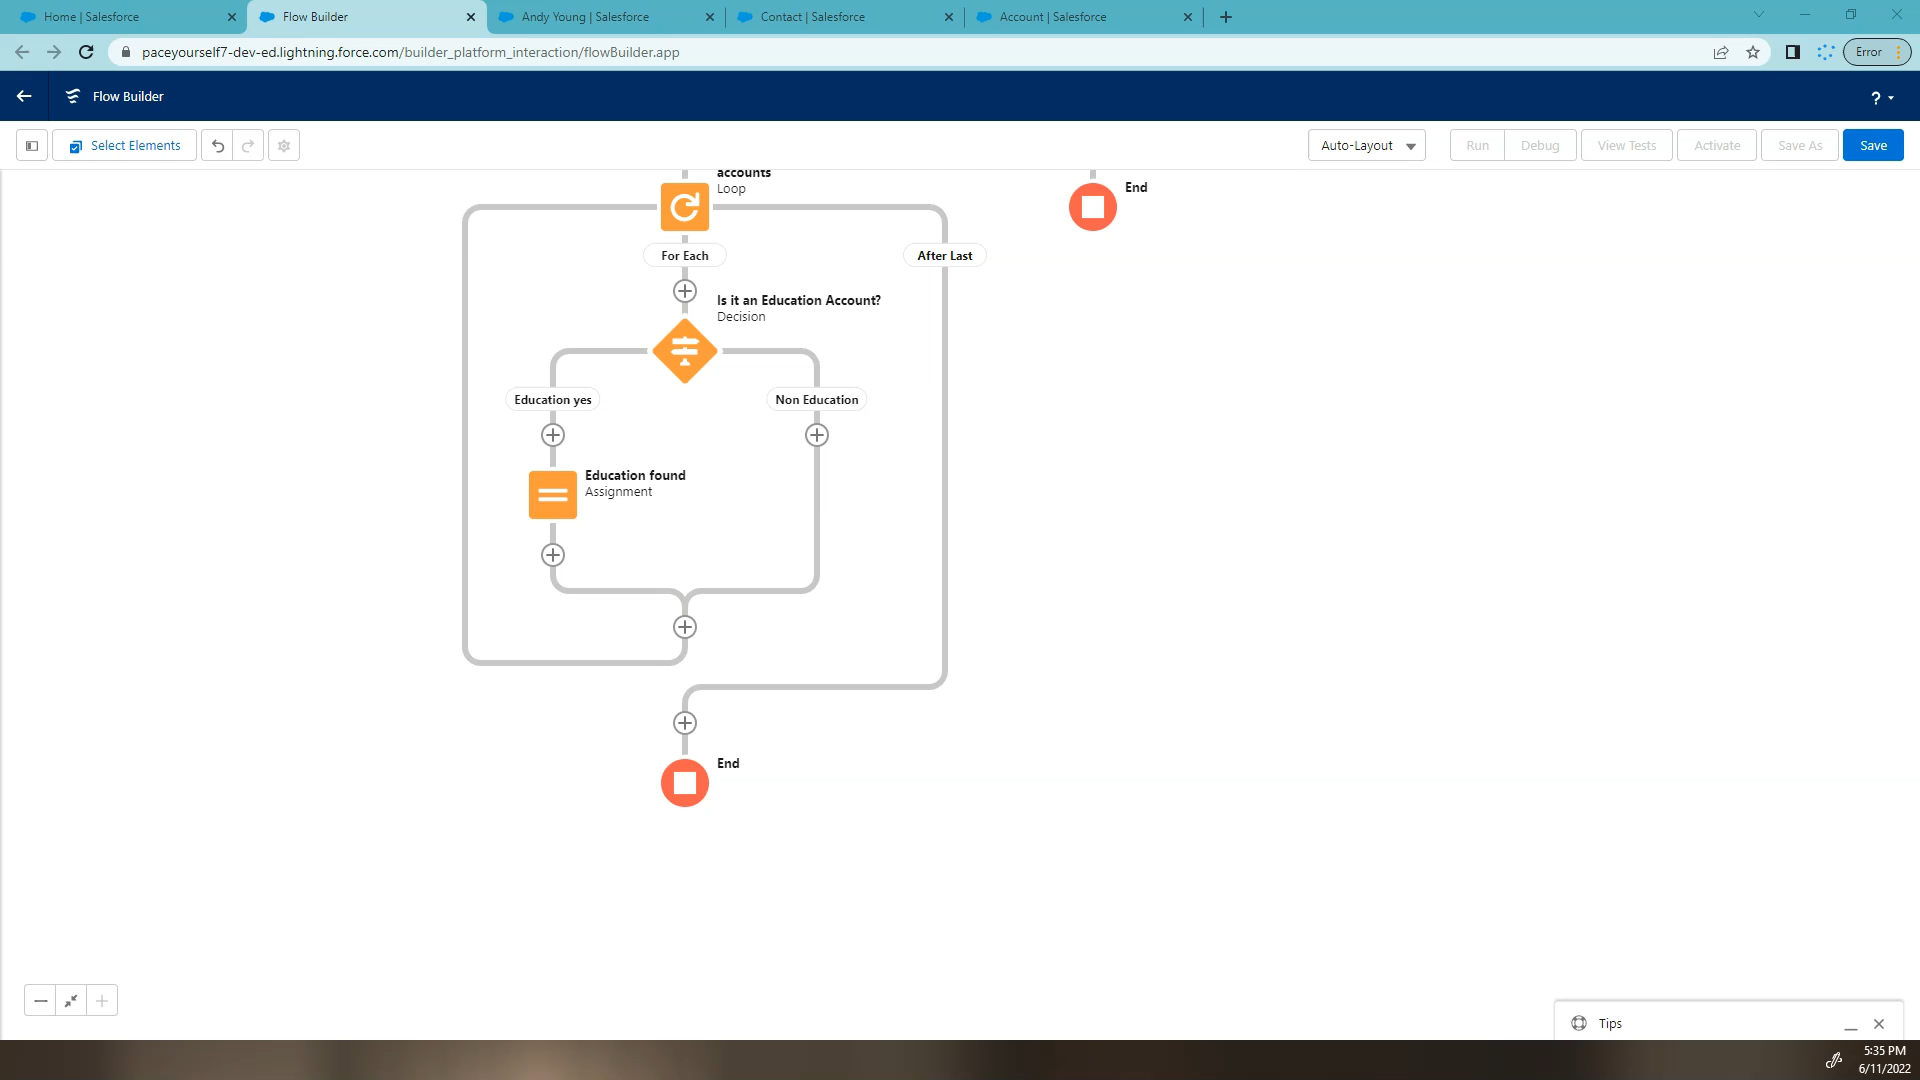 Home | Salesforce
Flow Builder
Andy Young | Salesforce
Contact | Salesforce
Account | Salesforce
paceyourself7-dev-ed.lightning.force.com/builder_platform_interaction/flowBuilder.app
Error
Flow Builder
?
Select Elements
Auto-Layout
Run
Debug
View Tests
Activate
Save As
Save
accounts
Loop
End
For Each
After Last
Is it an Education Account?
Decision
Education yes
Non Education
Education found
Assignment
End
Tips
5:35 PM
6/11/2022